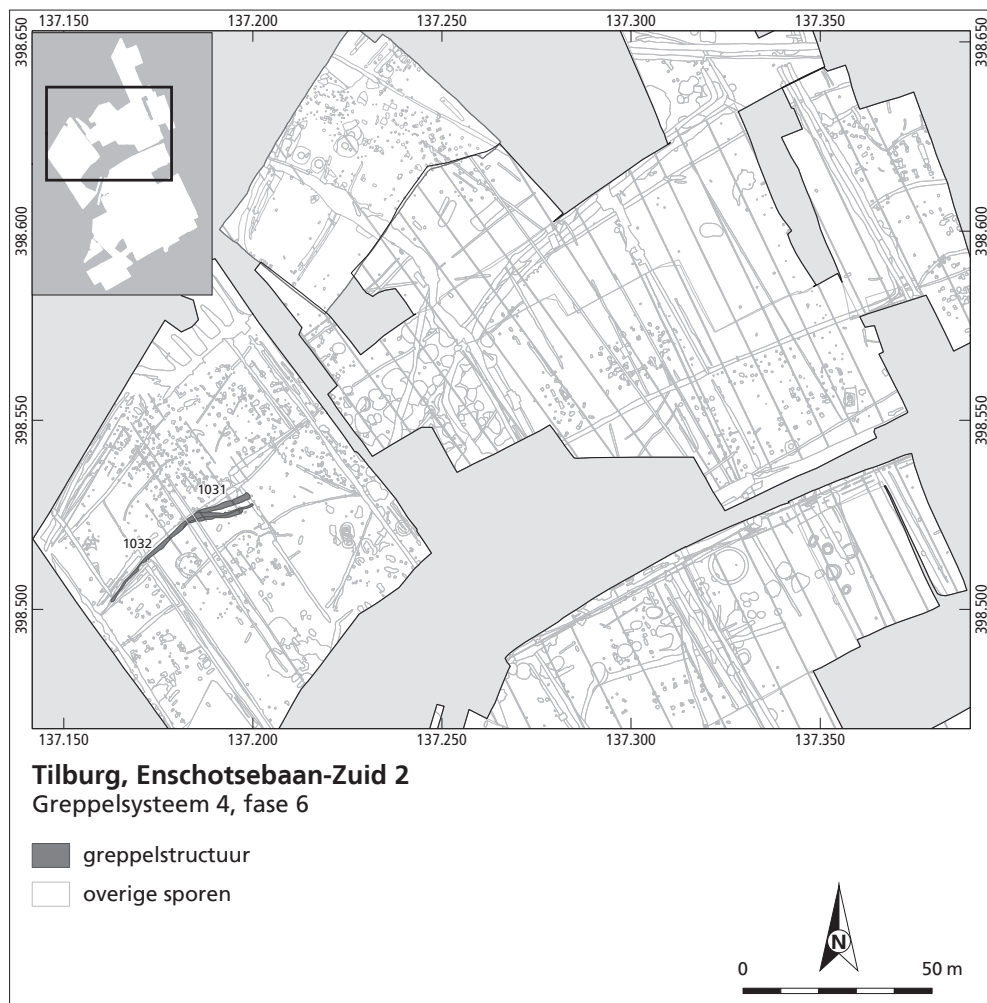 137.150 137.200 137.250 137.300 137.350
398.650 398.650
398.600 398.600
398.550 398.550
1031
1032
398.500 398.500
137.150 137.200 137.250 137.300 137.350
Tilburg, Enschotsebaan-Zuid 2
Greppelsysteem 4, fase 6
greppelstructuur
overige sporen
N
0 50 m